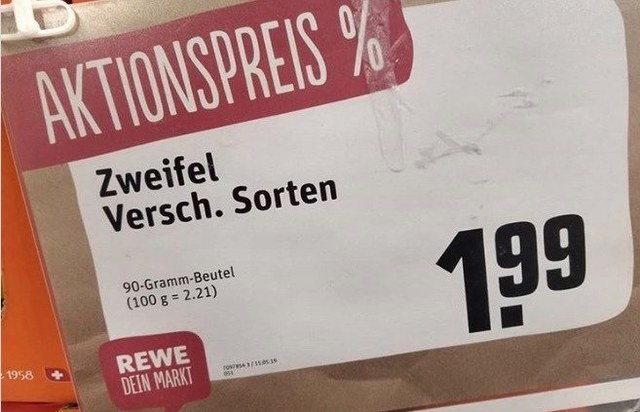 AKTIONSPREIS %
Zweifel
Versch. Sorten
90-Gramm-Beutel
(100 g = 2.21)
1.99
REWE
DEIN MARKT
1958